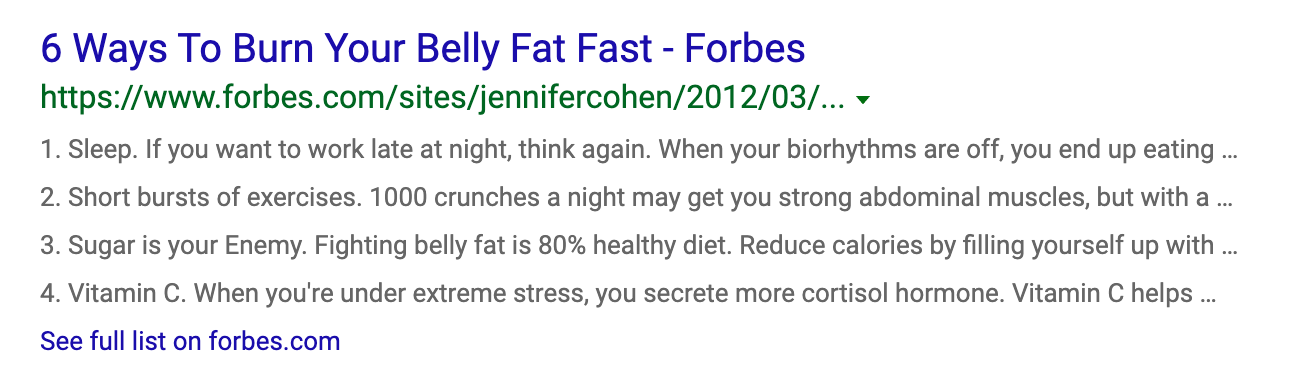 6 Ways To Burn Your Belly Fat Fast - Forbes
https://www.forbes.com/sites/jennifercohen/2012/03/...
1. Sleep. If you want to work late at night, think again. When your biorhythms are off, you end up eating ...
2. Short bursts of exercises. 1000 crunches a night may get you strong abdominal muscles, but with a ...
3. Sugar is your Enemy. Fighting belly fat is 80% healthy diet. Reduce calories by filling yourself up with ...
4. Vitamin C. When you're under extreme stress, you secrete more cortisol hormone. Vitamin C helps ...
See full list on forbes.com